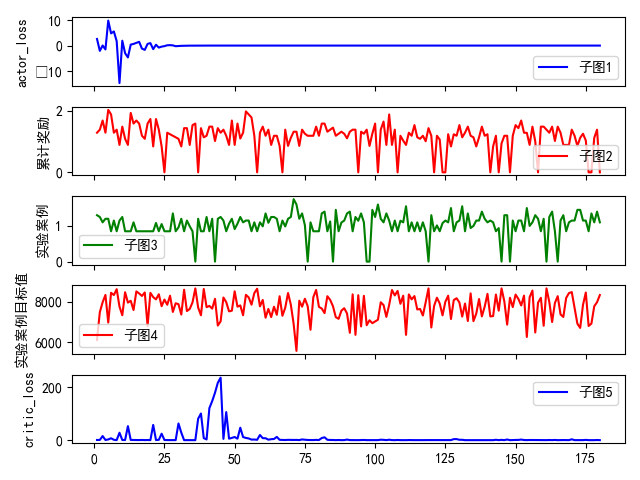 actor_loss
10
0
□10
子图1
累计奖励
2
0
子图2
实验案例
1
0
子图3
实验案例目标值
8000
6000
子图4
critic_loss
200
0
子图5
0 25 50 75 100 125 150 175